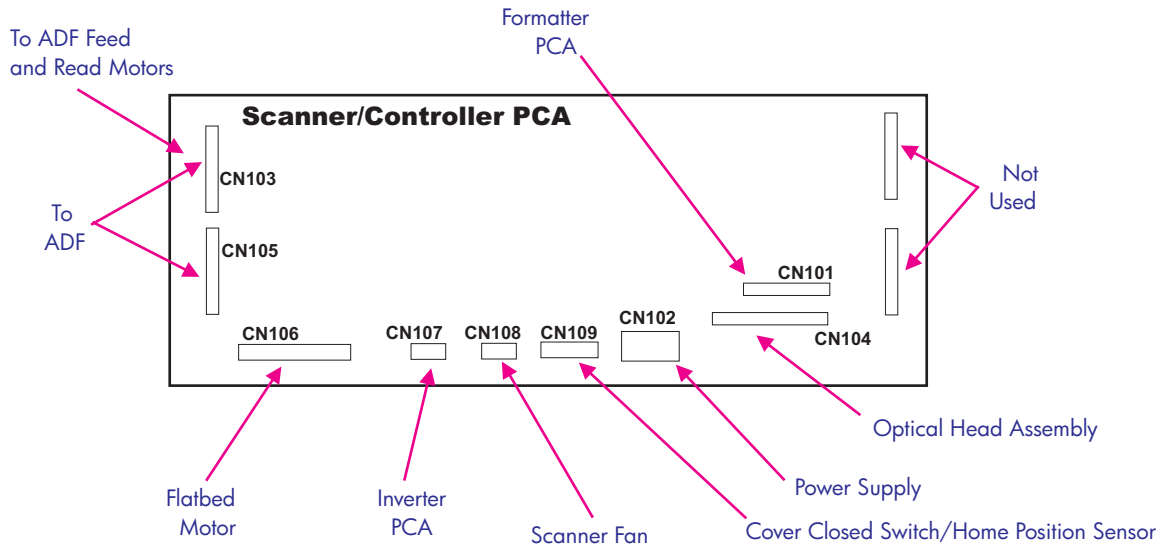 Formatter
PCA
To ADF Feed
and Read Motors
Scanner/Controller PCA
CN103
Not
Used
To
ADF
CN105
CN101
CN102
CN104
CN106
CN107
CN108
CN109
Optical Head Assembly
Power Supply
Flatbed
Motor
Inverter
PCA
Scanner Fan
Cover Closed Switch/Home Position Sensor